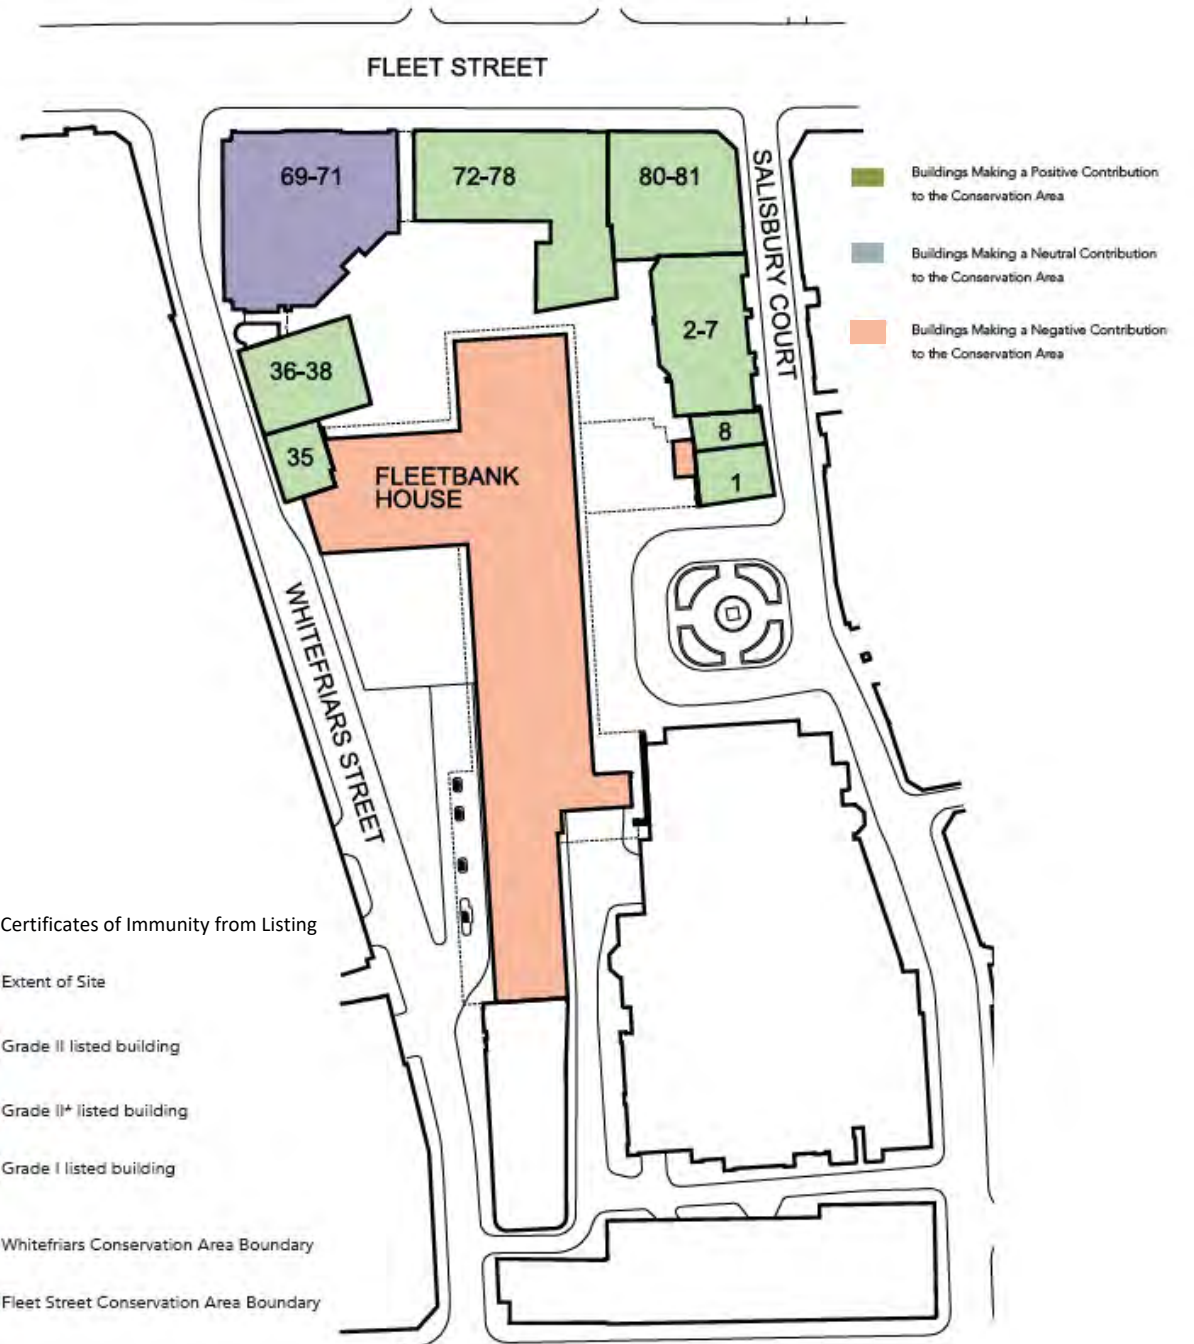 FLEET STREET
69-71
72-78
80-81
SALISBURY COURT
Buildings Making a Positive Contribution
to the Conservation Area
Buildings Making a Neutral Contribution
to the Conservation Area
Buildings Making a Negative Contribution
to the Conservation Area
2-7
36-38
8
35
1
FLEETBANK
HOUSE
WHITEFRIARS STREET
Certificates of Immunity from Listing
Extent of Site
Grade II listed building
Grade II* listed building
Grade I listed building
Whitefriars Conservation Area Boundary
Fleet Street Conservation Area Boundary